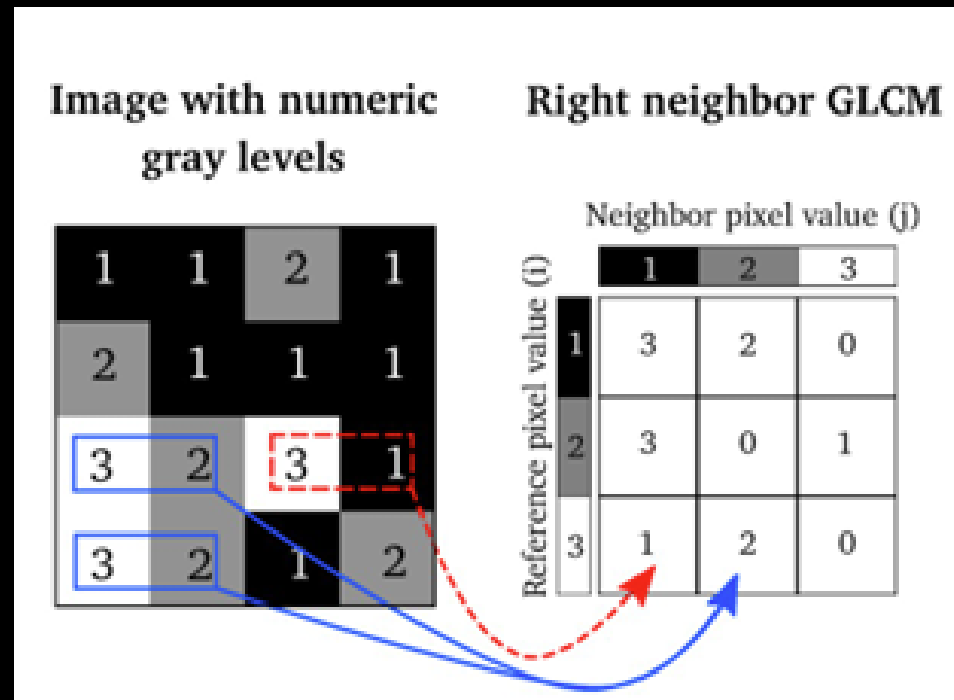 Image with numeric
gray levels
1 1 2 1
2 1 1 1
3 2 3 1
3 2 1 2
Right neighbor GLCM
Neighbor pixel value (j)
Reference pixel value (i)
1 2 3
1 3 2 0
2 3 0 1
3 1 2 0